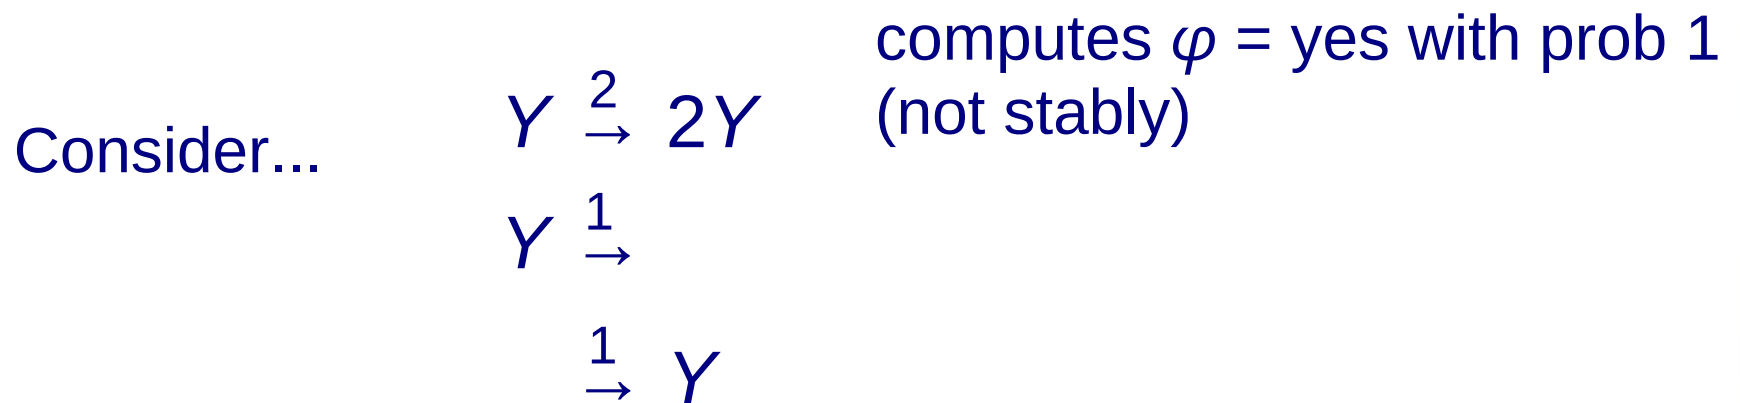 Consider...
Y 2→ 2Y
Y 1→
1→ Y
computes φ = yes with prob 1
(not stably)